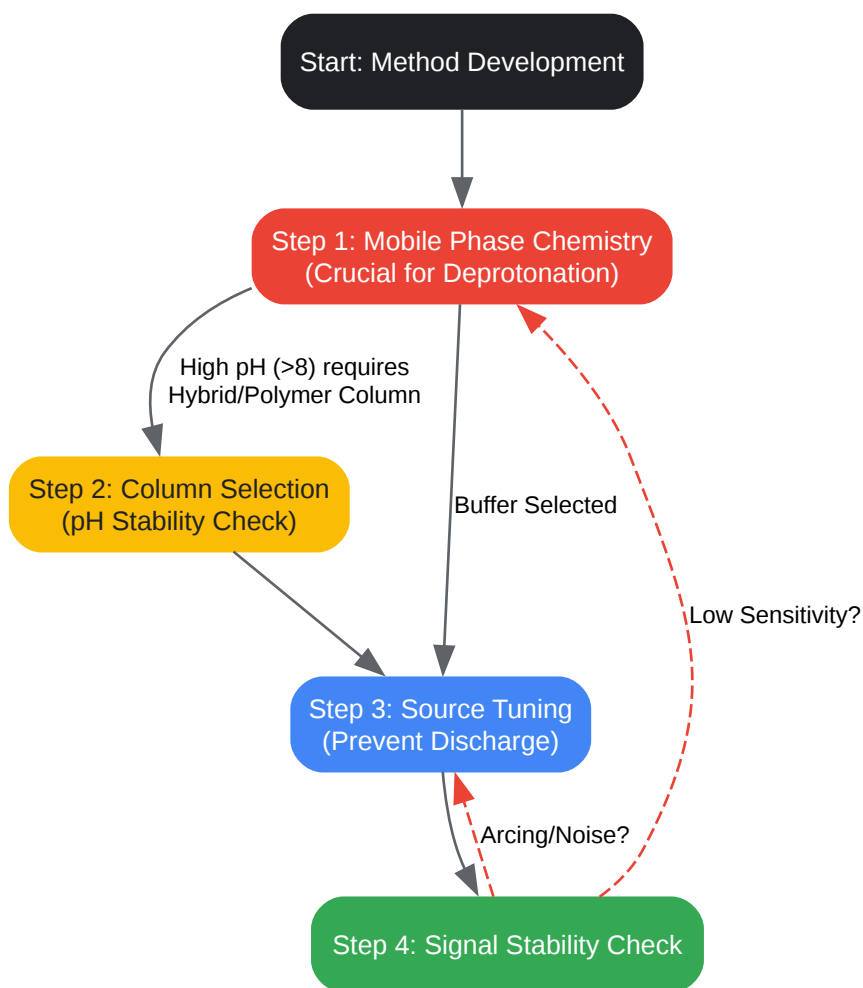 Start: Method Development
Step 1: Mobile Phase Chemistry
(Crucial for Deprotonation)
High pH (>8) requires
Hybrid/Polymer Column
Step 2: Column Selection
(pH Stability Check)
Buffer Selected
Low Sensitivity?
Step 3: Source Tuning
(Prevent Discharge)
Arcing/Noise?
Step 4: Signal Stability Check